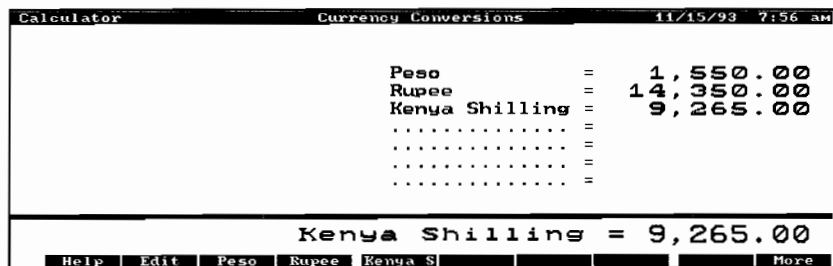 Calculator Currency Conversions 11/15/93 7:56 am
Peso = 1,550.00
Rupee = 14,350.00
Kenya Shilling = 9,265.00
.............. =
.............. =
.............. =
.............. =
Kenya Shilling = 9,265.00
Help Edit Peso Rupee Kenya S More